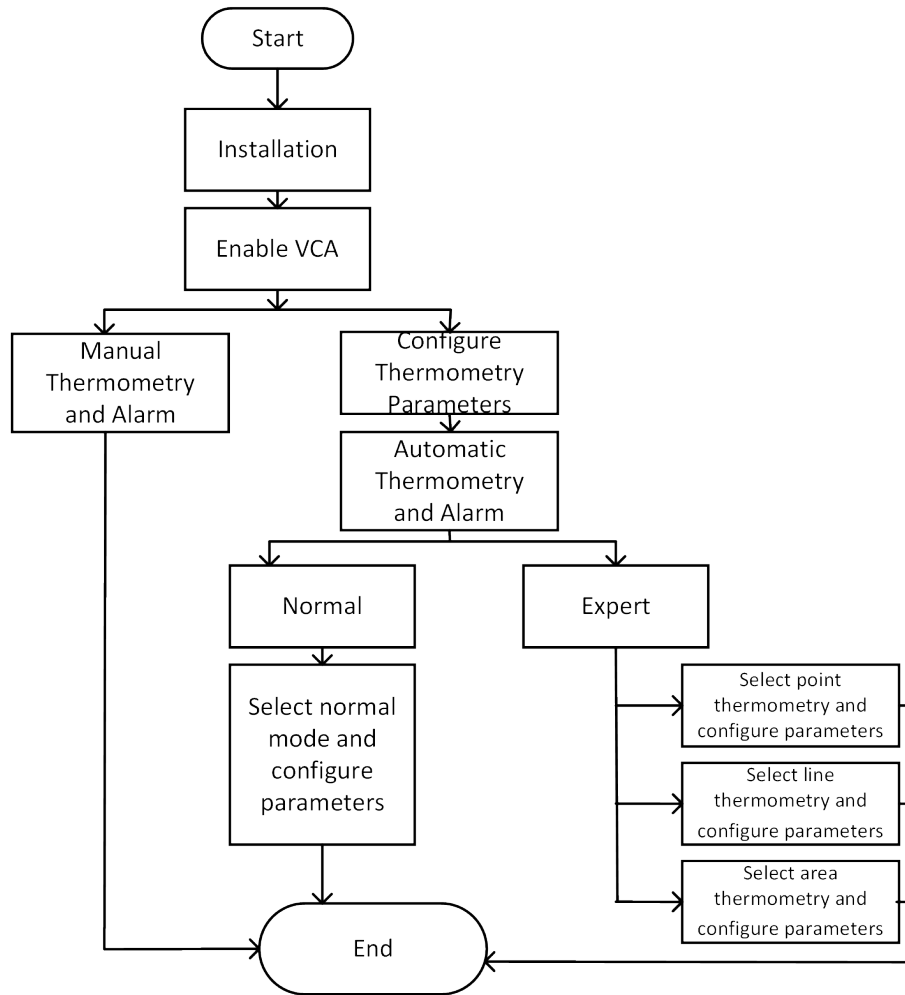 Start
Installation
Enable VCA
Manual
Thermometry
and Alarm
Configure
Thermometry
Parameters
Automatic
Thermometry
and Alarm
Normal
Expert
Select normal
mode and
configure
parameters
Select point
thermometry and
configure parameters
Select line
thermometry and
configure parameters
Select area
thermometry and
configure parameters
End